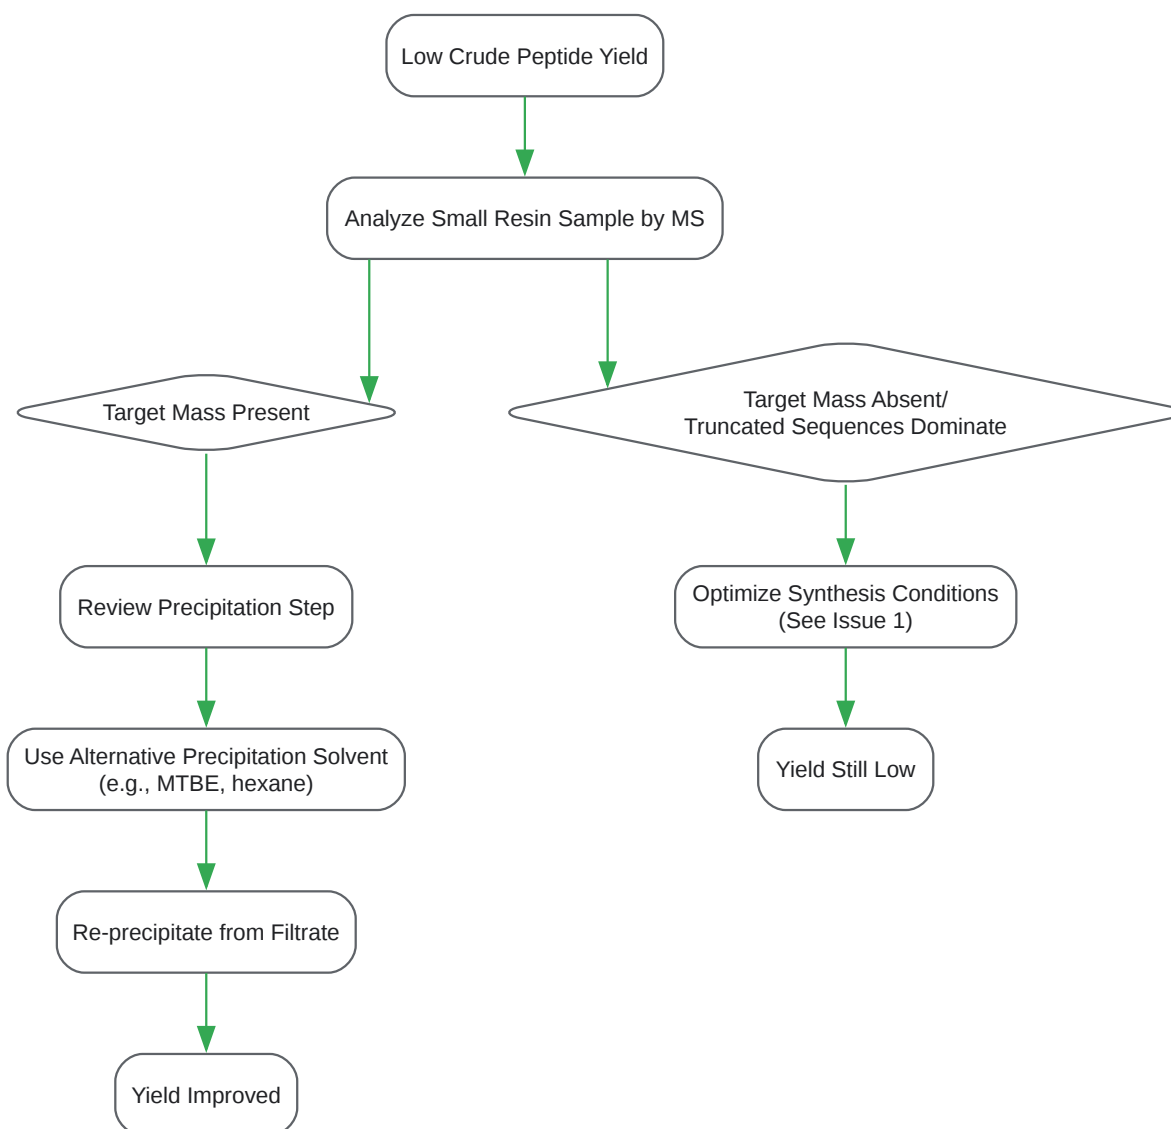 Low Crude Peptide Yield
Analyze Small Resin Sample by MS
Target Mass Present
Target Mass Absent/
Truncated Sequences Dominate
Review Precipitation Step
Optimize Synthesis Conditions
(See Issue 1)
Use Alternative Precipitation Solvent
(e.g., MTBE, hexane)
Yield Still Low
Re-precipitate from Filtrate
Yield Improved